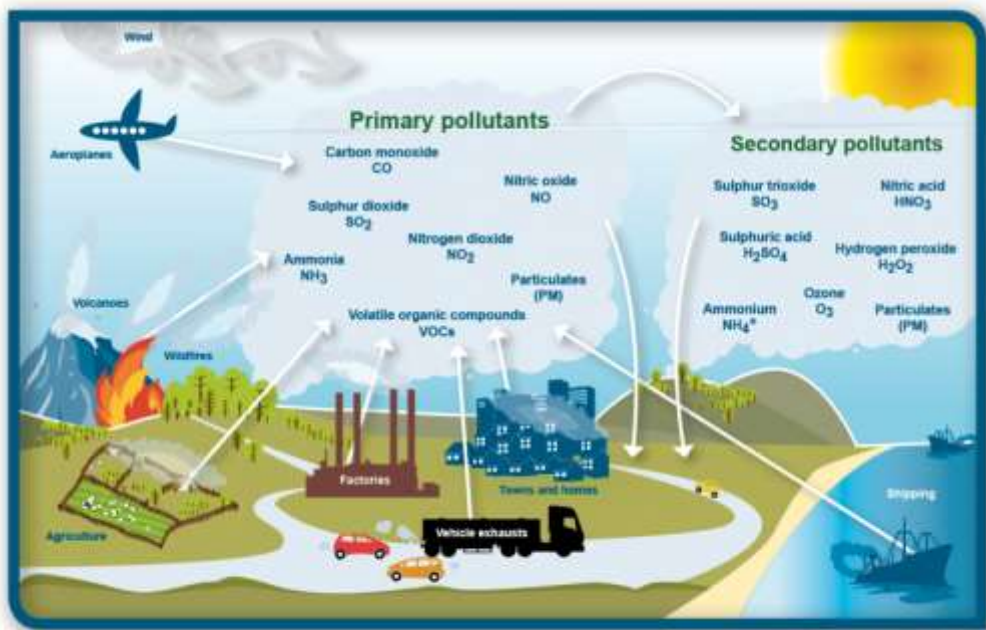 Wind
Aeroplanes
Primary pollutants
Carbon monoxide
CO
Nitric oxide
NO
Sulphur dioxide
SO2
Nitrogen dioxide
NO2
Ammonia
NH3
Particulates
(PM)
Volatile organic compounds
VOCs
Secondary pollutants
Sulphur trioxide
SO3
Nitric acid
HNO3
Sulphuric acid
H2SO4
Hydrogen peroxide
H2O2
Ammonium
NH4+
Ozone
O3
Particulates
(PM)
Volcanoes
Wildfires
Agriculture
Factories
Towns and homes
Vehicle exhausts
Shipping